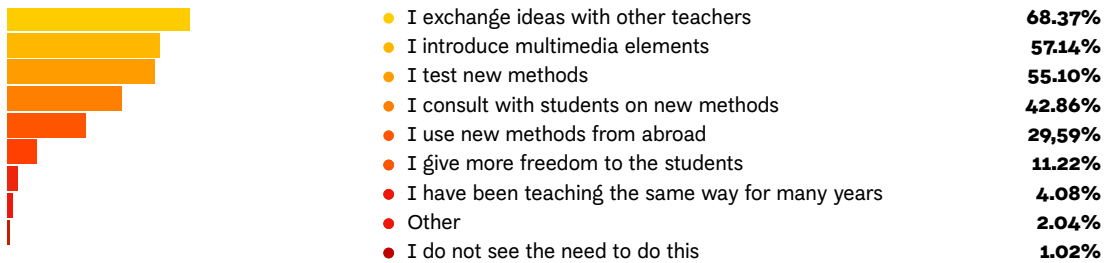 I exchange ideas with other teachers 68.37%
I introduce multimedia elements 57.14%
I test new methods 55.10%
I consult with students on new methods 42.86%
I use new methods from abroad 29,59%
I give more freedom to the students 11.22%
I have been teaching the same way for many years 4.08%
Other 2.04%
I do not see the need to do this 1.02%